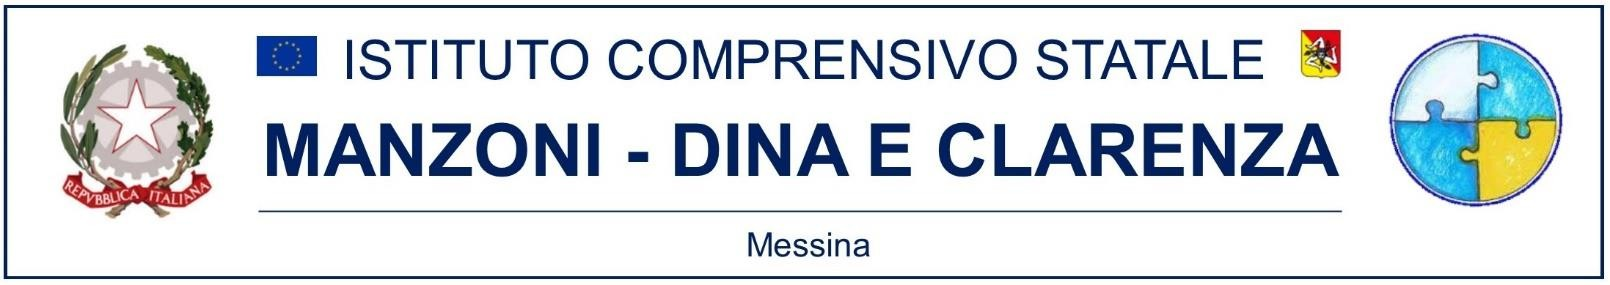 ISTITUTO COMPRENSIVO STATALE
MANZONI - DINA E CLARENZA
REPVBBLICA ITALIANA
Messina